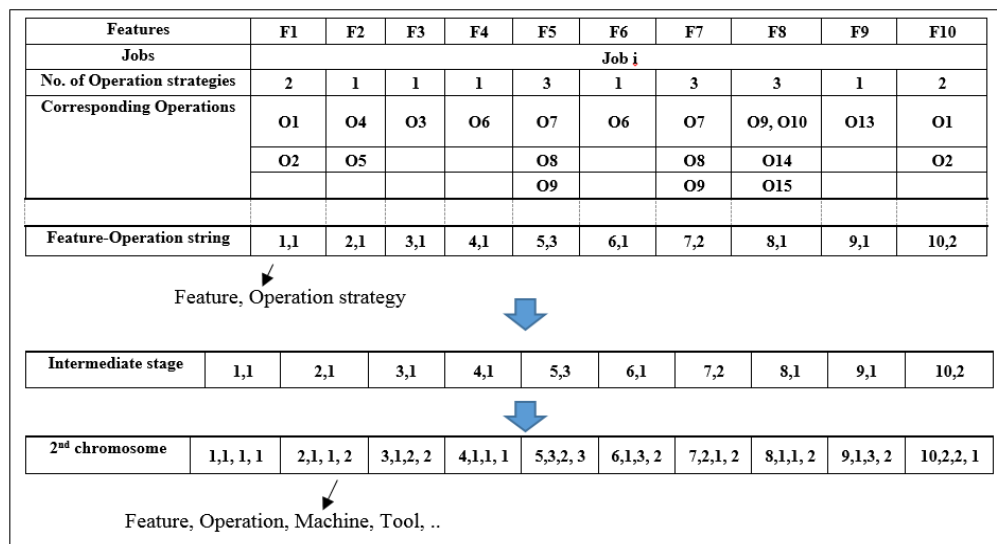 Features F1 F2 F3 F4 F5 F6 F7 F8 F9 F10
Jobs Job i
No. of Operation strategies 2 1 1 1 3 1 3 3 1 2
Corresponding Operations O1 O4 O3 O6 O7 O6 O7 O9, O10 O13 O1
O2 O5 O8 O8 O14 O2
O9 O9 O15
Feature-Operation string 1,1 2,1 3,1 4,1 5,3 6,1 7,2 8,1 9,1 10,2
Feature, Operation strategy
Intermediate stage 1,1 2,1 3,1 4,1 5,3 6,1 7,2 8,1 9,1 10,2
2nd chromosome 1,1, 1, 1 2,1, 1, 2 3,1,2, 2 4,1,1, 1 5,3,2, 3 6,1,3, 2 7,2,1, 2 8,1,1, 2 9,1,3, 2 10,2,2, 1
Feature, Operation, Machine, Tool, ..